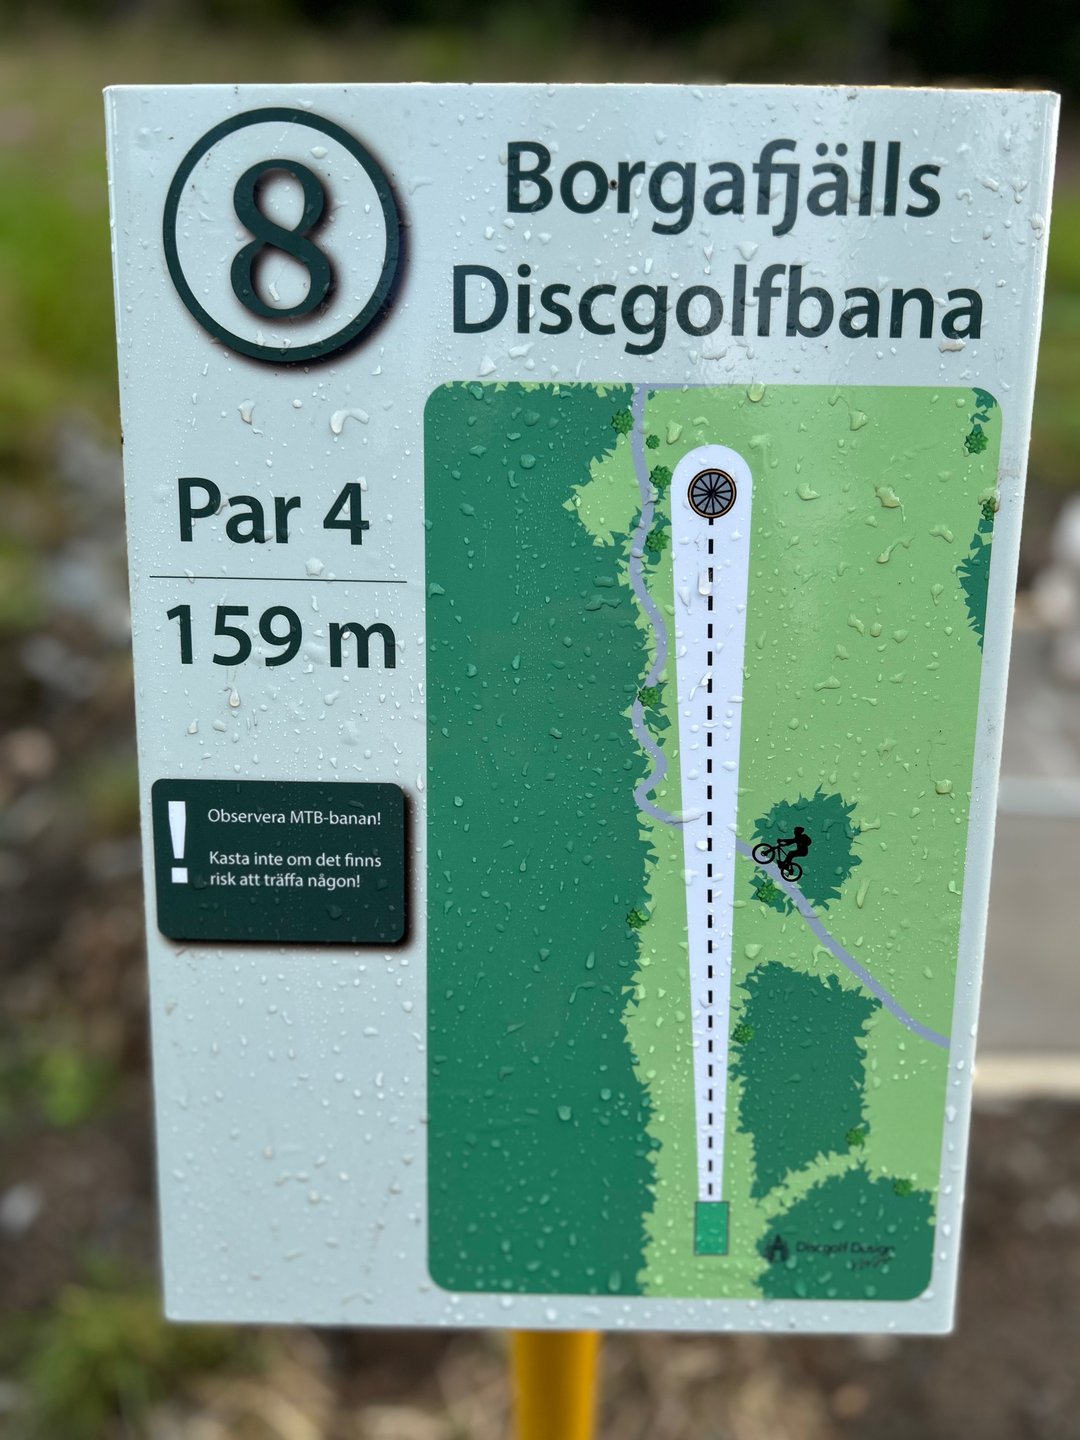 8
Borgafjälls
Discgolfbana
Par 4
159 m
! Observera MTB-banan!
Kasta inte om det finns
risk att träffa någon!
Discgolf Design